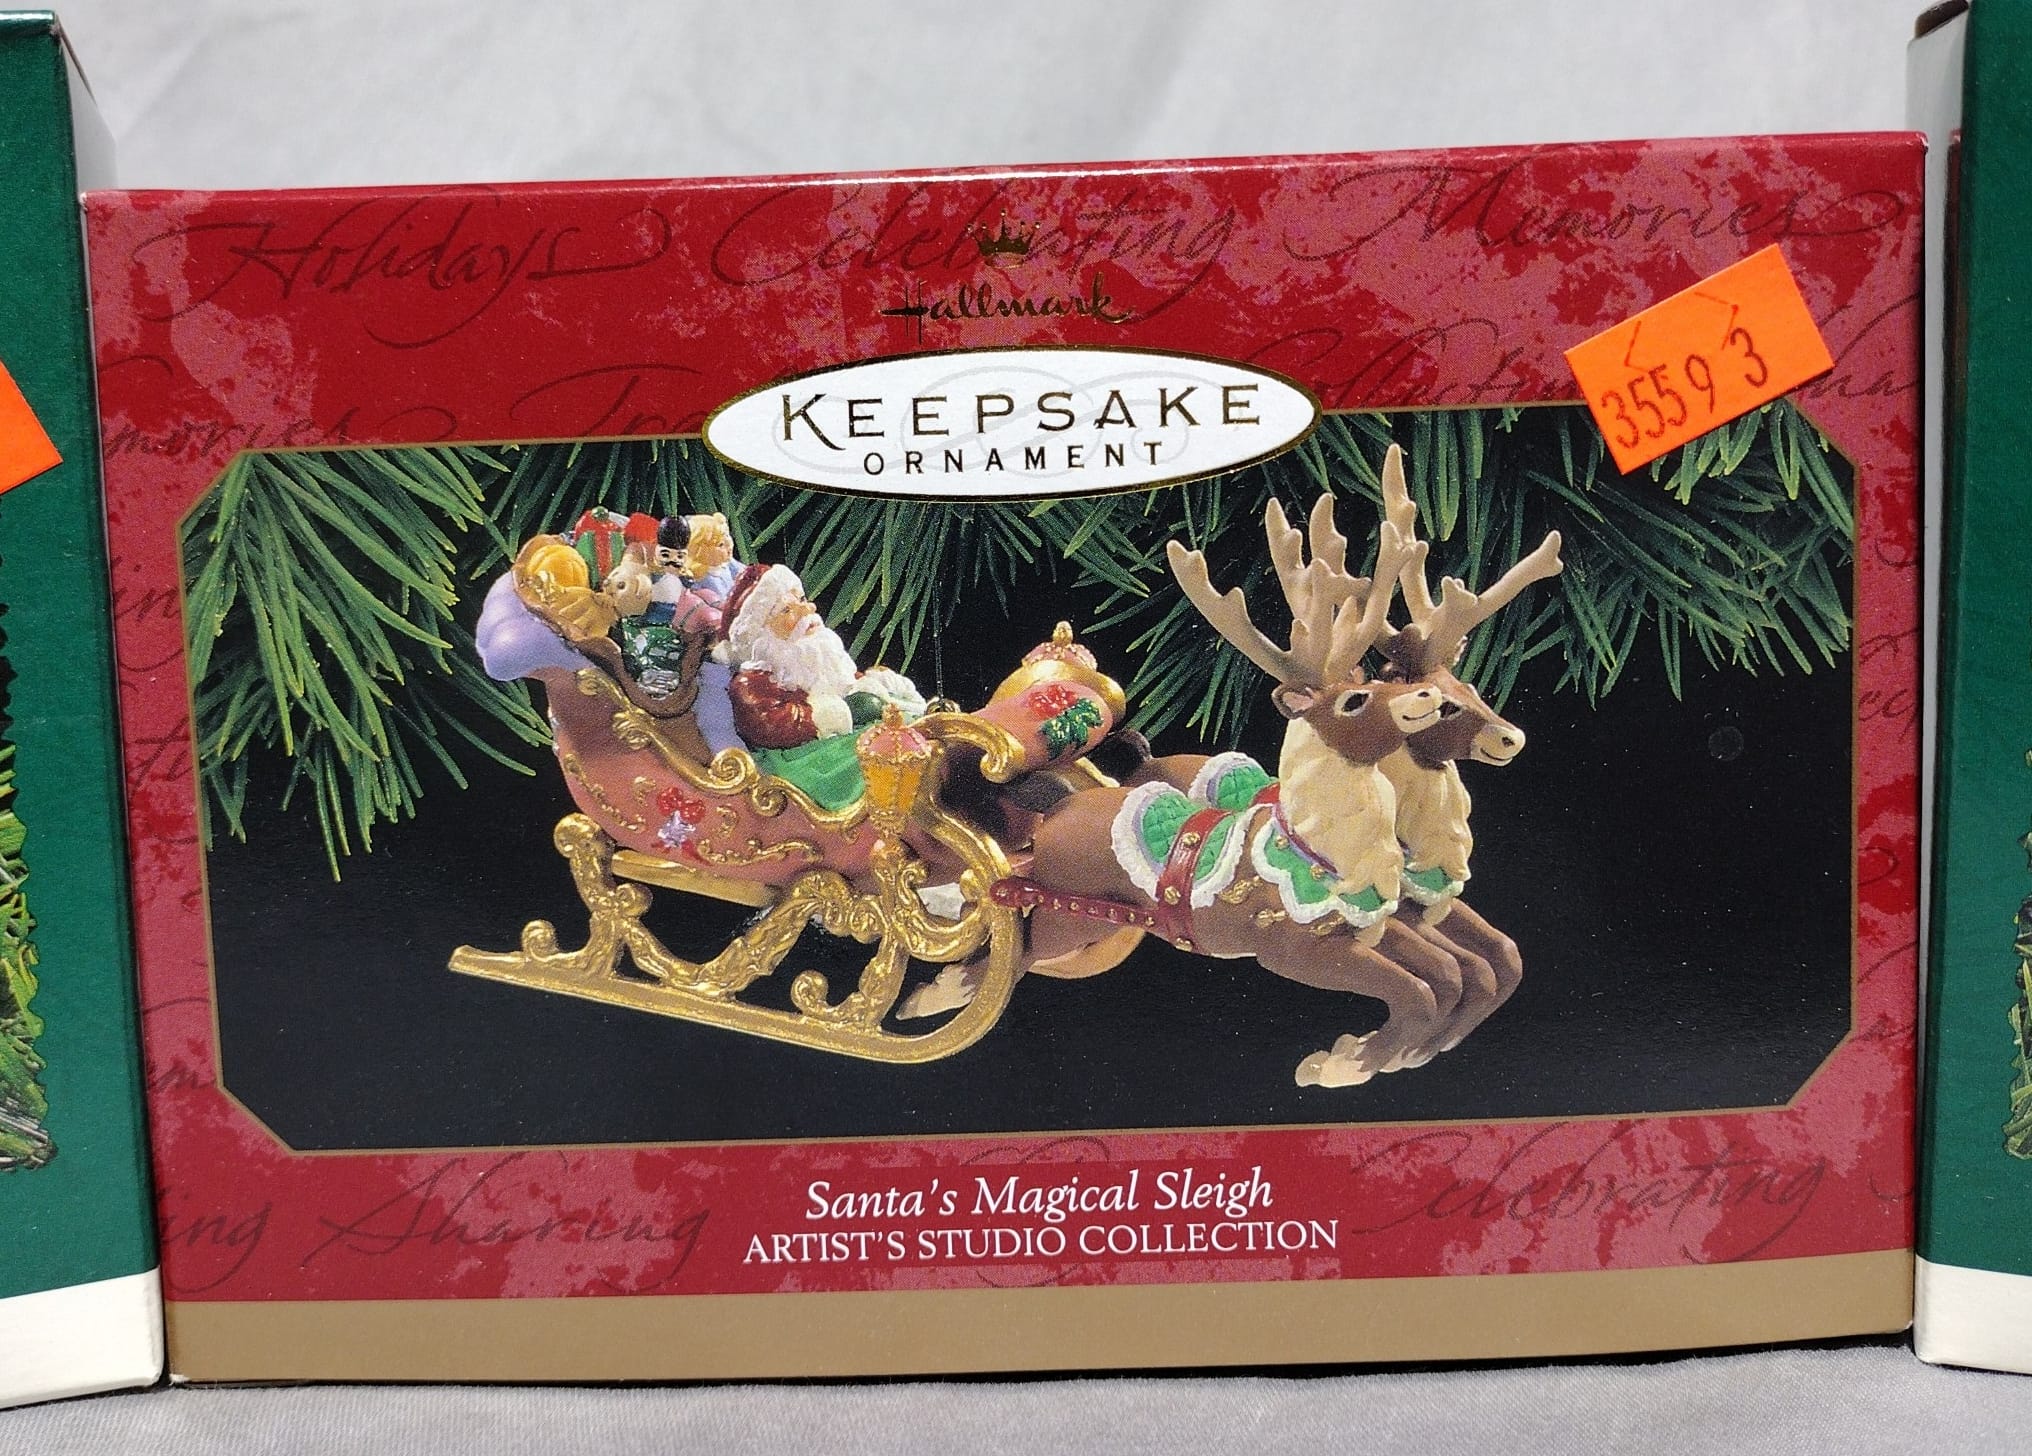 Holidays Celebrating Memories
Hallmark
35593
KEEPSAKE
ORNAMENT
Santa's Magical Sleigh
ARTIST'S STUDIO COLLECTION
Sharing Celebrating